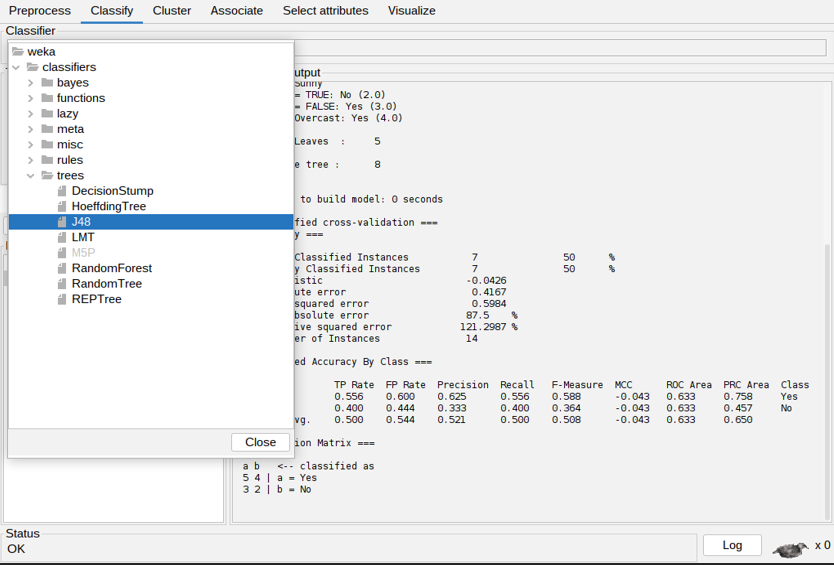 Preprocess Classify Cluster Associate Select attributes Visualize
Classifier
weka
classifiers
bayes
functions
lazy
meta
misc
rules
trees
DecisionStump
HoeffdingTree
J48
LMT
M5P
RandomForest
RandomTree
REPTree
Close
utput
Sunny
= TRUE: No (2.0)
= FALSE: Yes (3.0)
Overcast: Yes (4.0)
Leaves : 5
e tree : 8
to build model: 0 seconds
fied cross-validation ===
y ===
Classified Instances 7 50 %
y Classified Instances 7 50 %
istic -0.0426
ute error 0.4167
squared error 0.5984
bsolute error 87.5 %
ive squared error 121.2987 %
er of Instances 14
ed Accuracy By Class ===
TP Rate FP Rate Precision Recall F-Measure MCC ROC Area PRC Area Class
0.556 0.600 0.625 0.556 0.588 -0.043 0.633 0.758 Yes
0.400 0.444 0.333 0.400 0.364 -0.043 0.633 0.457 No
vg. 0.500 0.544 0.521 0.500 0.508 -0.043 0.633 0.650
ion Matrix ===
a b <-- classified as
5 4 | a = Yes
3 2 | b = No
Status
OK
Log
x 0